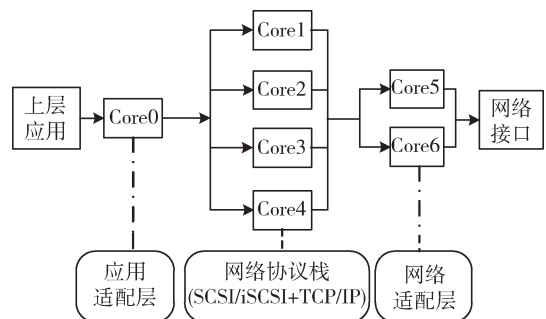 上层
应用
Core0
Core1
Core2
Core3
Core4
Core5
Core6
网络
接口
应用
适配层
网络协议栈
(SCSI/iSCSI+TCP/IP)
网络
适配层